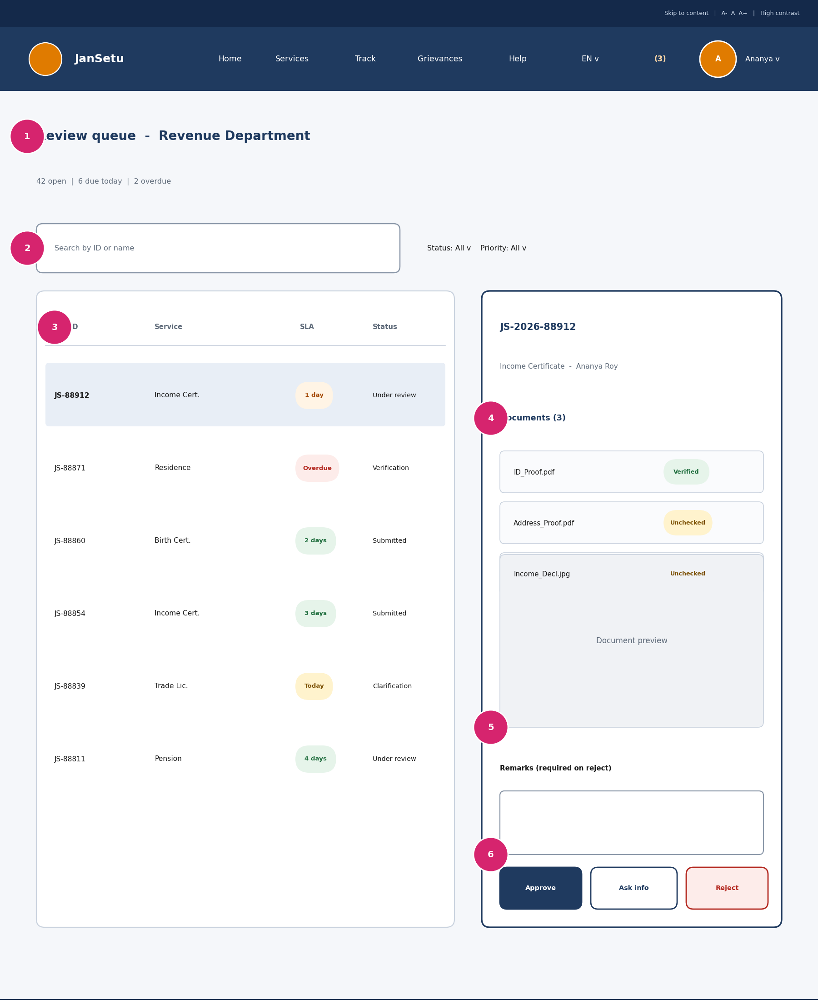 Skip to content | A- A A+ | High contrast
JanSetu Home Services Track Grievances Help EN v (3) A Ananya v
1 eview queue - Revenue Department
42 open | 6 due today | 2 overdue
2 Search by ID or name Status: All v Priority: All v
3 D Service SLA Status
JS-88912 Income Cert. 1 day Under review
JS-88871 Residence Overdue Verification
JS-88860 Birth Cert. 2 days Submitted
JS-88854 Income Cert. 3 days Submitted
JS-88839 Trade Lic. Today Clarification
JS-88811 Pension 4 days Under review
JS-2026-88912
Income Certificate - Ananya Roy
4 ocuments (3)
ID_Proof.pdf Verified
Address_Proof.pdf Unchecked
Income_Decl.jpg Unchecked
Document preview
5
Remarks (required on reject)
6
Approve Ask info Reject